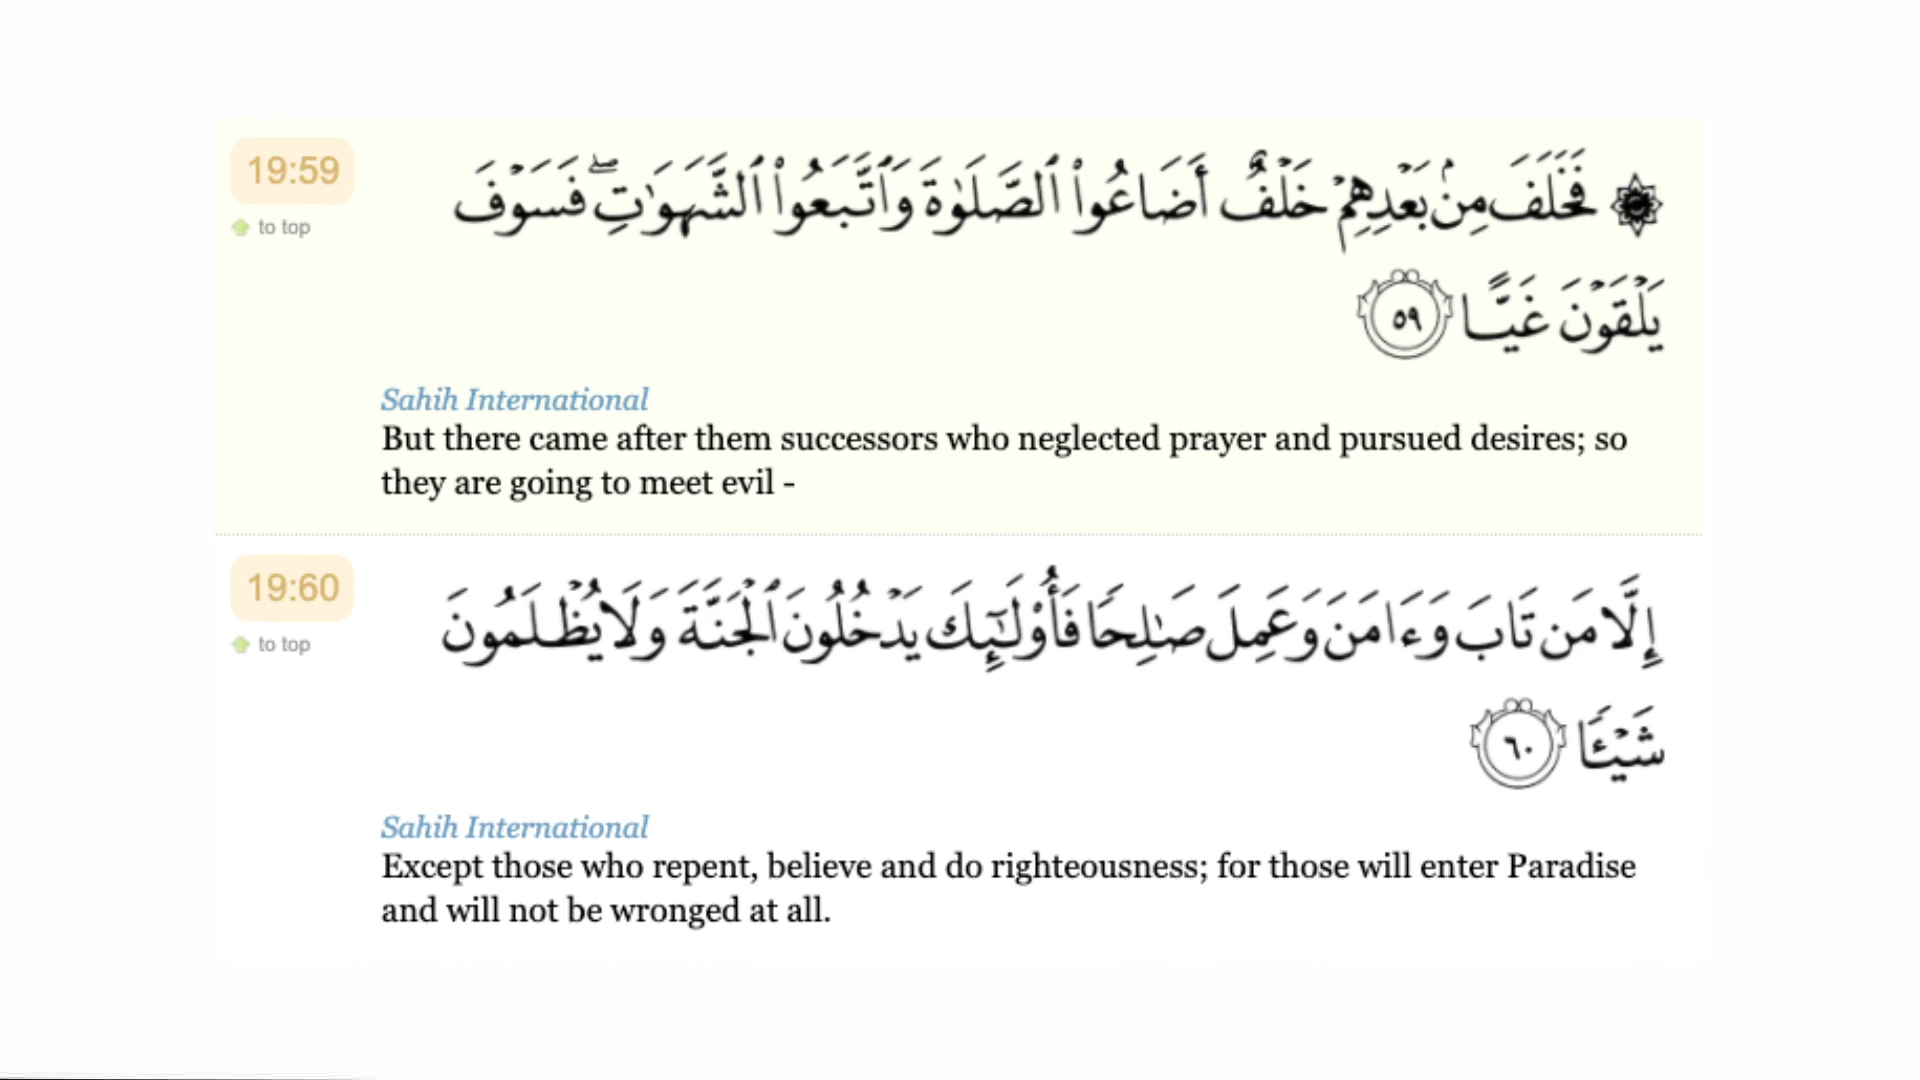 19:59
to top
۞ فَخَلَفَ مِنۢ بَعْدِهِمْ خَلْفٌ أَضَاعُوا۟ ٱلصَّلَوٰةَ وَٱتَّبَعُوا۟ ٱلشَّهَوَٰتِ ۖ فَسَوْفَ
يَلْقَوْنَ غَيًّا ٥٩
Sahih International
But there came after them successors who neglected prayer and pursued desires; so
they are going to meet evil -
19:60
to top
إِلَّا مَن تَابَ وَءَامَنَ وَعَمِلَ صَـٰلِحًا فَأُو۟لَـٰٓئِكَ يَدْخُلُونَ ٱلْجَنَّةَ وَلَا يُظْلَمُونَ
شَيْـًٔا ٦٠
Sahih International
Except those who repent, believe and do righteousness; for those will enter Paradise
and will not be wronged at all.